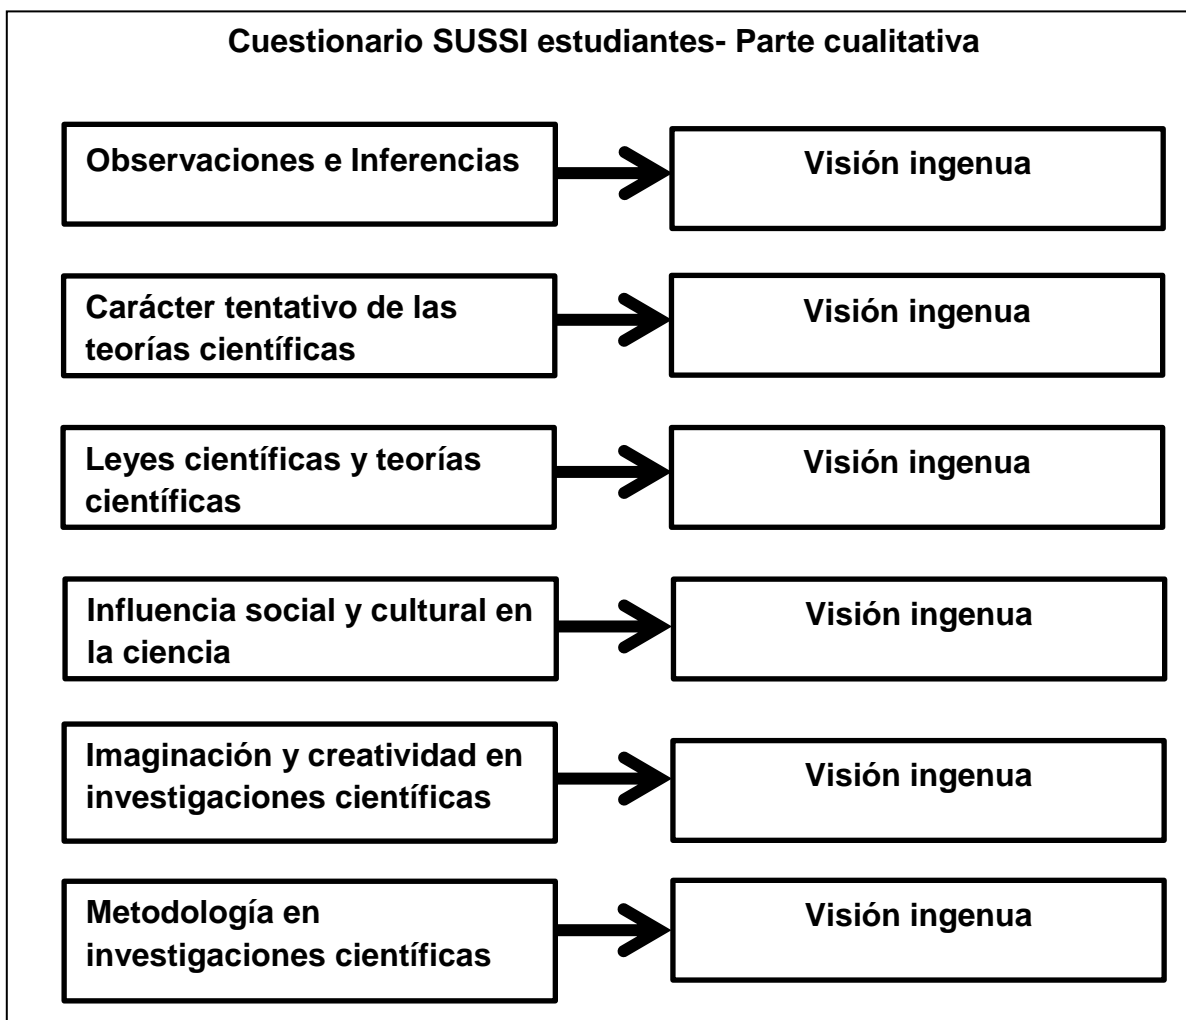 Cuestionario SUSSI estudiantes- Parte cualitativa
Observaciones e Inferencias
Visión ingenua
Carácter tentativo de las
teorías científicas
Visión ingenua
Leyes científicas y teorías
científicas
Visión ingenua
Influencia social y cultural en
la ciencia
Visión ingenua
Imaginación y creatividad en
investigaciones científicas
Visión ingenua
Metodología en
investigaciones científicas
Visión ingenua